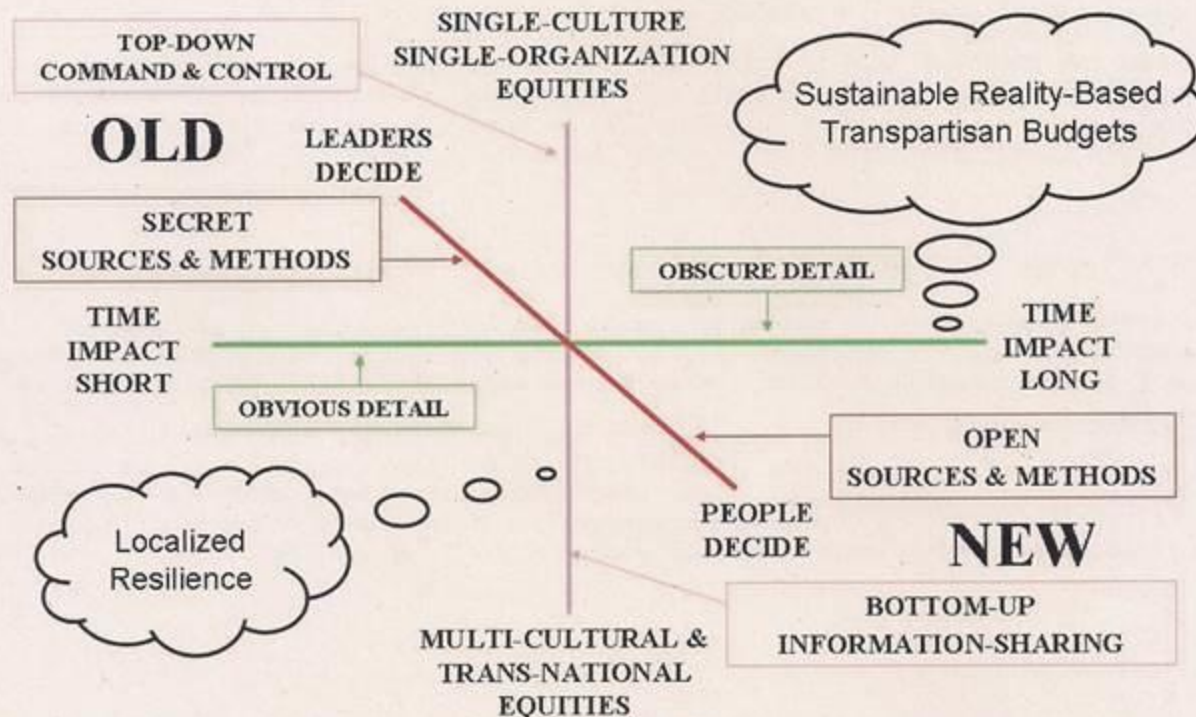 TOP-DOWN
COMMAND & CONTROL
SINGLE-CULTURE
SINGLE-ORGANIZATION
EQUITIES
Sustainable Reality-Based
Transpartisan Budgets
OLD
LEADERS
DECIDE
SECRET
SOURCES & METHODS
OBSCURE DETAIL
TIME
IMPACT
SHORT
TIME
IMPACT
LONG
OBVIOUS DETAIL
OPEN
SOURCES & METHODS
Localized
Resilience
PEOPLE
DECIDE
NEW
BOTTOM-UP
INFORMATION-SHARING
MULTI-CULTURAL &
TRANS-NATIONAL
EQUITIES